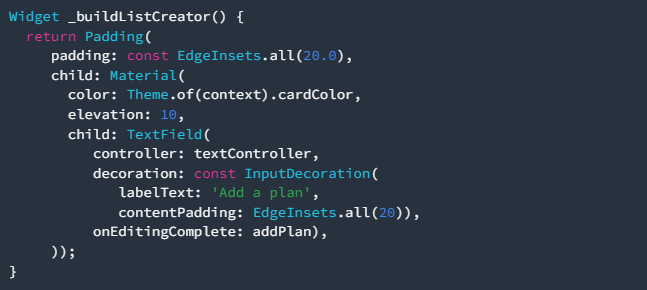 Widget _buildListCreator() {
  return Padding(
     padding: const EdgeInsets.all(20.0),
     child: Material(
       color: Theme.of(context).cardColor,
       elevation: 10,
       child: TextField(
          controller: textController,
          decoration: const InputDecoration(
             labelText: 'Add a plan',
             contentPadding: EdgeInsets.all(20)),
          onEditingComplete: addPlan),
     ));
}